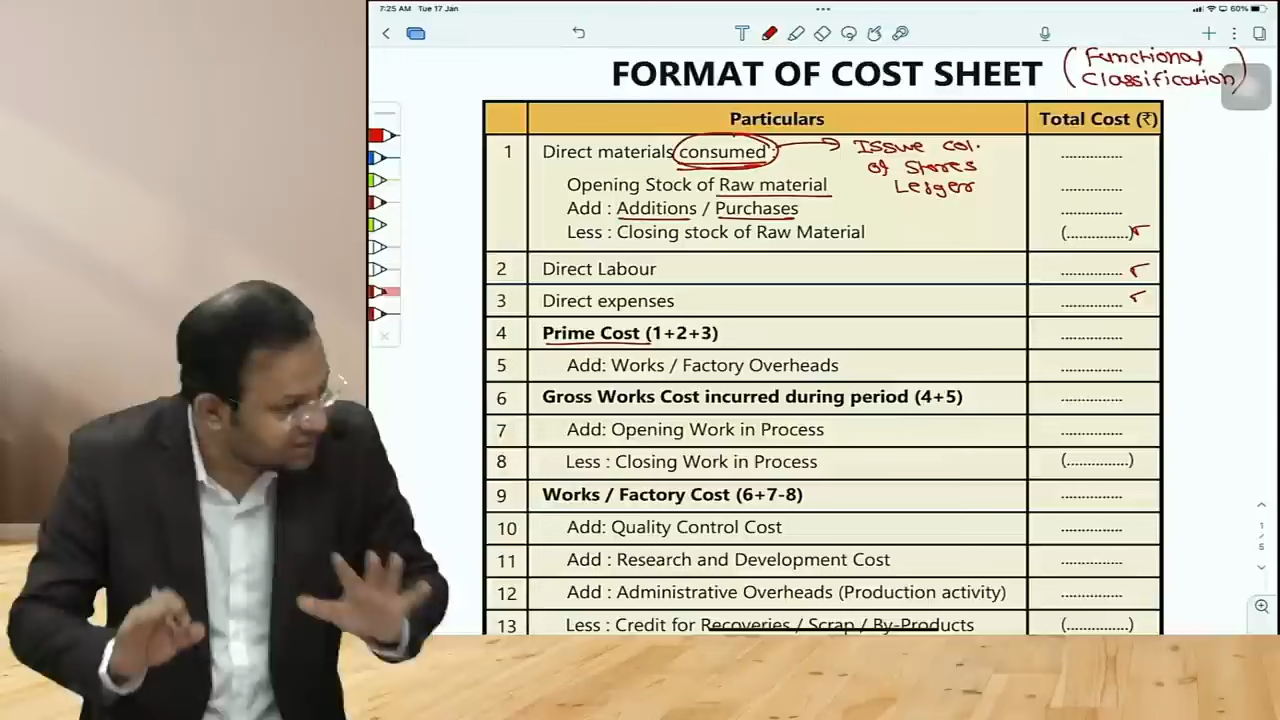 7:25 AM Tue 17 Jan
60%
FORMAT OF COST SHEET
(Functional
Classification)
Particulars Total Cost (₹)
1 Direct materials consumed ..............
Issue col.
of Stores
Ledger
Opening Stock of Raw material ..............
Add : Additions / Purchases ..............
Less : Closing stock of Raw Material (..............)
2 Direct Labour ..............
3 Direct expenses ..............
4 Prime Cost (1+2+3) ..............
5 Add: Works / Factory Overheads ..............
6 Gross Works Cost incurred during period (4+5) ..............
7 Add: Opening Work in Process ..............
8 Less : Closing Work in Process (..............)
9 Works / Factory Cost (6+7-8) ..............
10 Add: Quality Control Cost ..............
11 Add : Research and Development Cost ..............
12 Add : Administrative Overheads (Production activity) ..............
13 Less : Credit for Recoveries / Scrap / By-Products (..............)
1
/
5